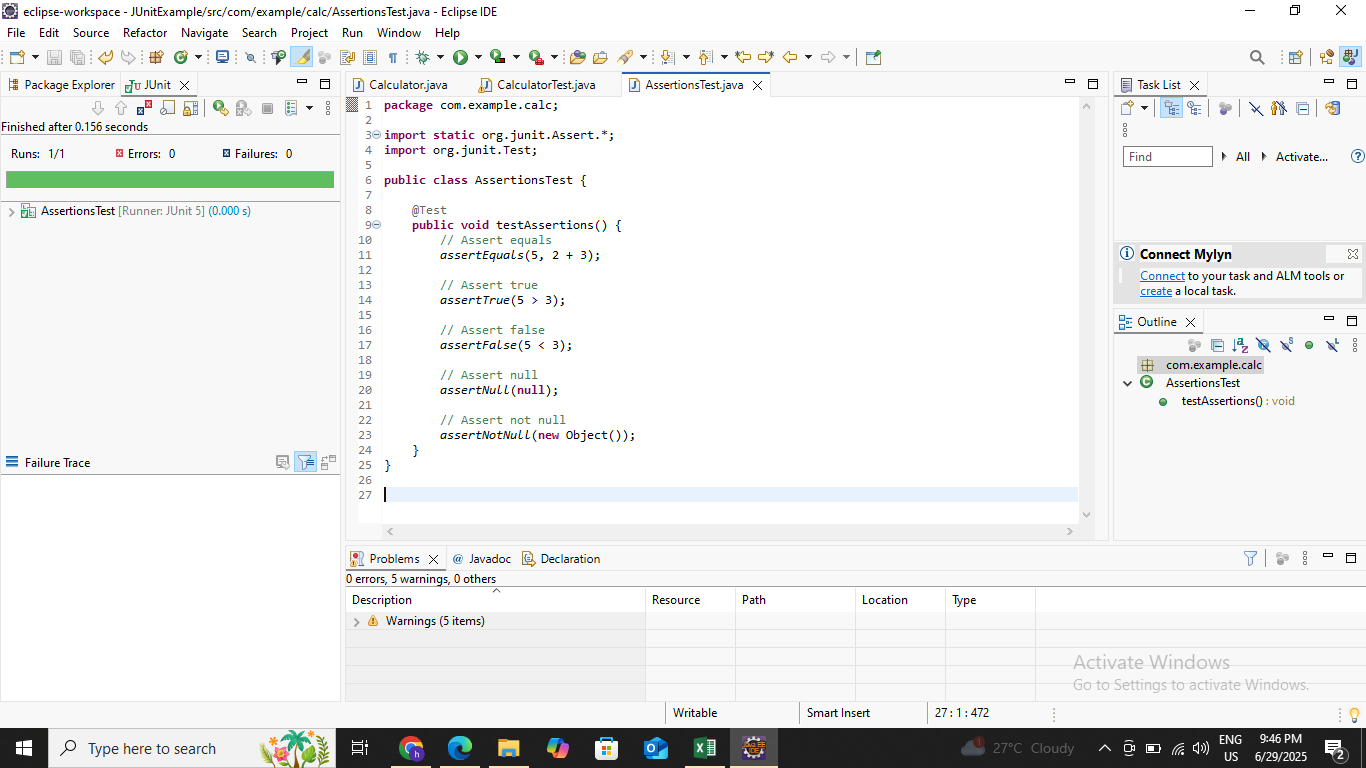 eclipse-workspace - JUnitExample/src/com/example/calc/AssertionsTest.java - Eclipse IDE
File Edit Source Refactor Navigate Search Project Run Window Help
Package Explorer JUnit
Finished after 0.156 seconds
Runs: 1/1 Errors: 0 Failures: 0
AssertionsTest [Runner: JUnit 5] (0.000 s)
Failure Trace
Calculator.java CalculatorTest.java AssertionsTest.java
1 package com.example.calc;
2
3 import static org.junit.Assert.*;
4 import org.junit.Test;
5
6 public class AssertionsTest {
7
8 @Test
9 public void testAssertions() {
10 // Assert equals
11 assertEquals(5, 2 + 3);
12
13 // Assert true
14 assertTrue(5 > 3);
15
16 // Assert false
17 assertFalse(5 < 3);
18
19 // Assert null
20 assertNull(null);
21
22 // Assert not null
23 assertNotNull(new Object());
24 }
25 }
26
27
Task List
Find All Activate...
Connect Mylyn
Connect to your task and ALM tools or
create a local task.
Outline
com.example.calc
AssertionsTest
testAssertions() : void
Problems Javadoc Declaration
0 errors, 5 warnings, 0 others
Description Resource Path Location Type
Warnings (5 items)
Activate Windows
Go to Settings to activate Windows.
Writable Smart Insert 27 : 1 : 472
Type here to search
27°C Cloudy
ENG
US
9:46 PM
6/29/2025
2